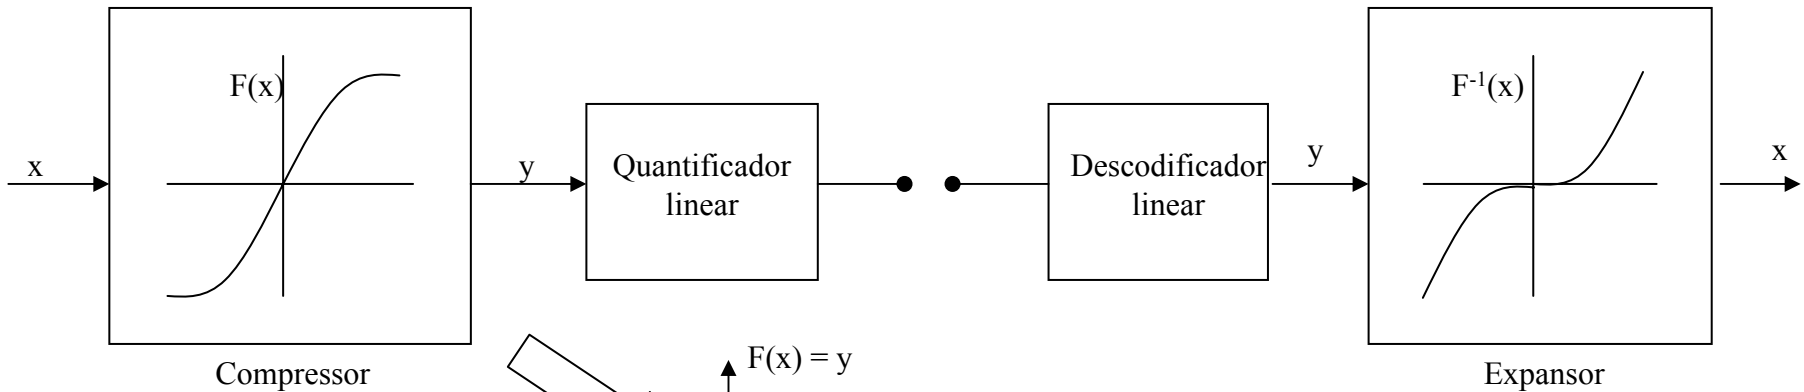 F(x)
F⁻¹(x)
x
y
Quantificador
linear
Descodificador
linear
y
x
F(x) = y
Compressor
Expansor